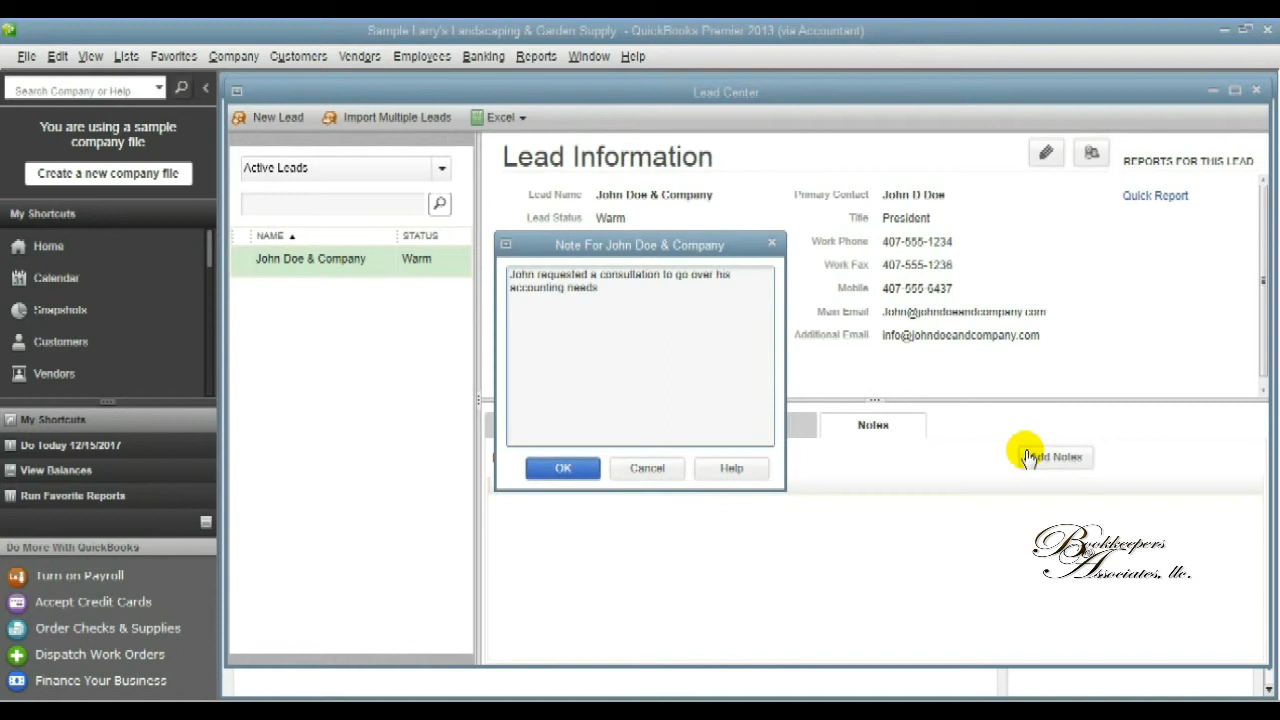 Sample Larry's Landscaping & Garden Supply - QuickBooks Premier 2013 (via Accountant)
File Edit View Lists Favorites Company Customers Vendors Employees Banking Reports Window Help
Search Company or Help
You are using a sample
company file
Create a new company file
My Shortcuts
Home
Calendar
Snapshots
Customers
Vendors
My Shortcuts
Do Today 12/15/2017
View Balances
Run Favorite Reports
Do More With QuickBooks
Turn on Payroll
Accept Credit Cards
Order Checks & Supplies
Dispatch Work Orders
Finance Your Business
Lead Center
New Lead Import Multiple Leads Excel
Active Leads
NAME STATUS
John Doe & Company Warm
Lead Information
REPORTS FOR THIS LEAD
Quick Report
Lead Name John Doe & Company
Lead Status Warm
Primary Contact John D Doe
Title President
Work Phone 407-555-1234
Work Fax 407-555-1236
Mobile 407-555-6437
Main Email John@johndoeandcompany.com
Additional Email info@johndoeandcompany.com
Note For John Doe & Company
John requested a consultation to go over his
accounting needs
OK Cancel Help
Notes
Add Notes
Bookkeepers
Associates, llc.